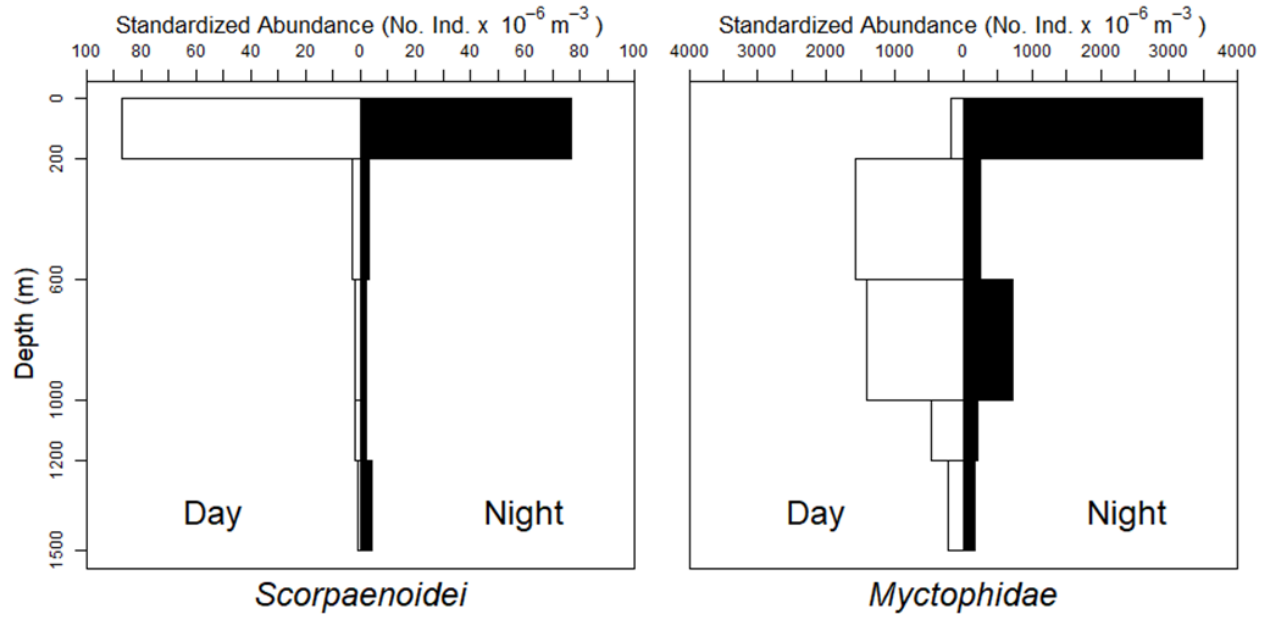 Standardized Abundance (No. Ind. x 10⁻⁶ m⁻³ )
100 80 60 40 20 0 20 40 60 80 100
Depth (m)
0
200
600
1000
1200
1500
Day Night
Scorpaenoidei
Standardized Abundance (No. Ind. x 10⁻⁶ m⁻³ )
4000 3000 2000 1000 0 1000 2000 3000 4000
Day Night
Myctophidae